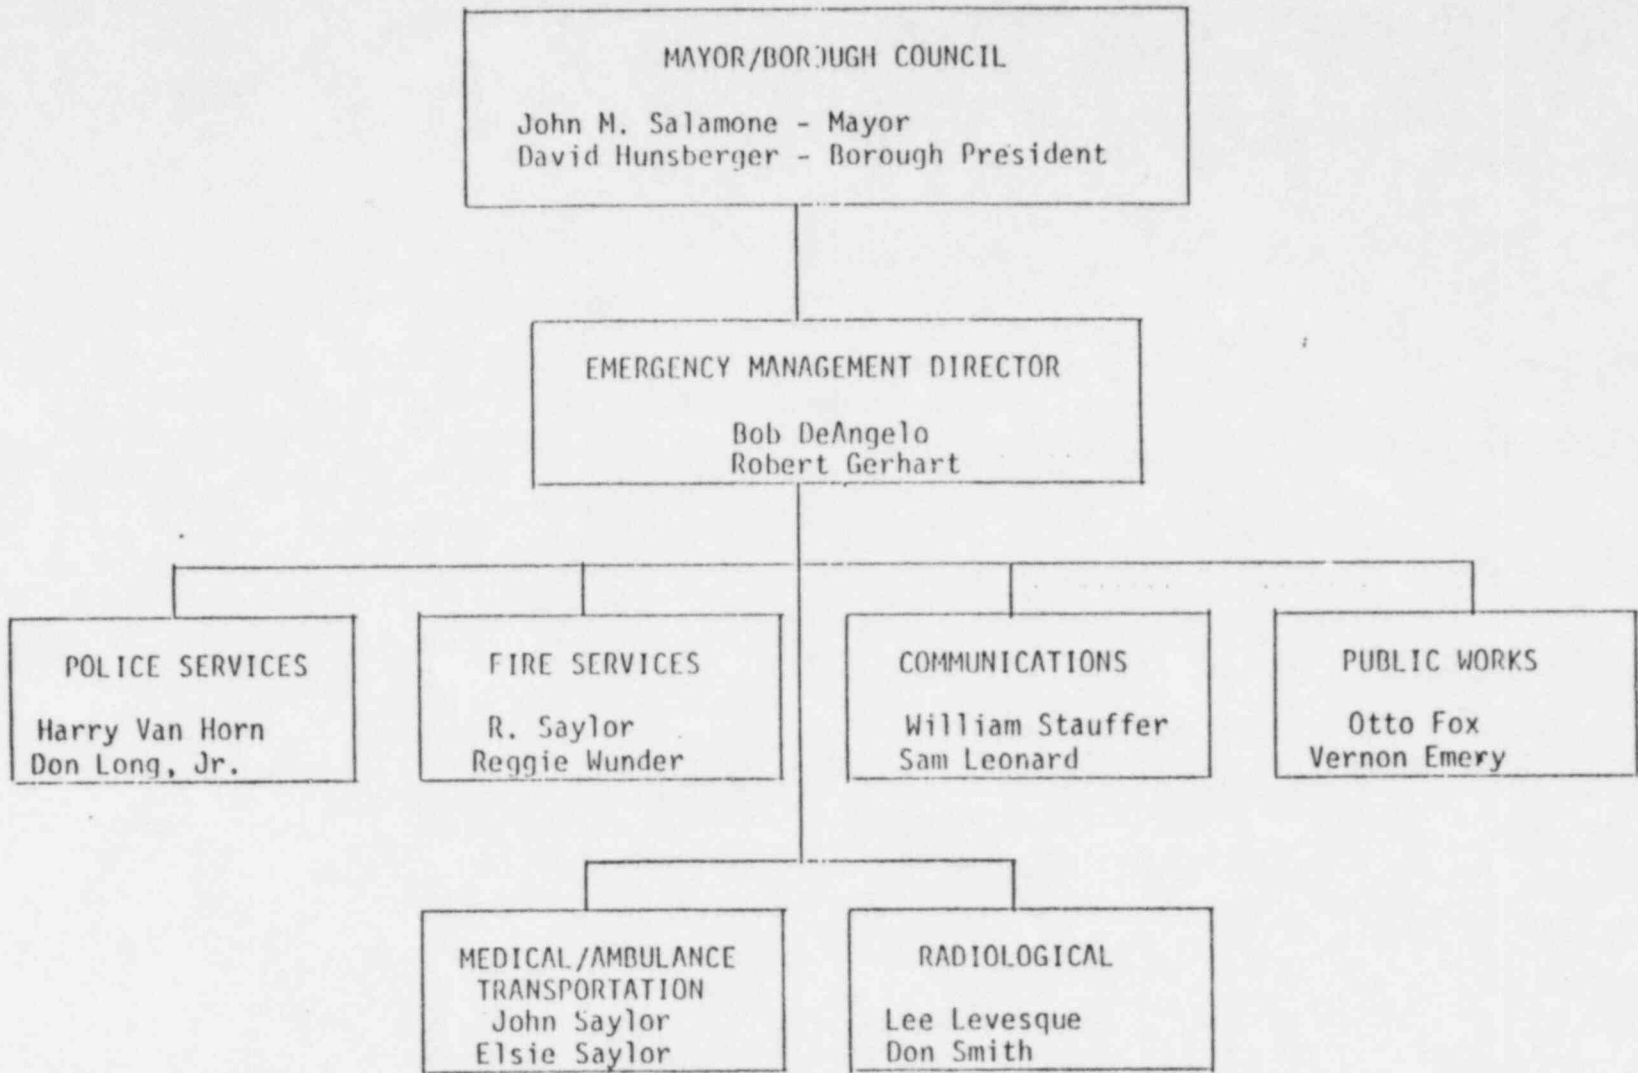 MAYOR/BOROUGH COUNCIL
John M. Salamone - Mayor
David Hunsberger - Borough President
EMERGENCY MANAGEMENT DIRECTOR
Bob DeAngelo
Robert Gerhart
POLICE SERVICES
Harry Van Horn
Don Long, Jr.
FIRE SERVICES
R. Saylor
Reggie Wunder
COMMUNICATIONS
William Stauffer
Sam Leonard
PUBLIC WORKS
Otto Fox
Vernon Emery
MEDICAL/AMBULANCE
TRANSPORTATION
John Saylor
Elsie Saylor
RADIOLOGICAL
Lee Levesque
Don Smith